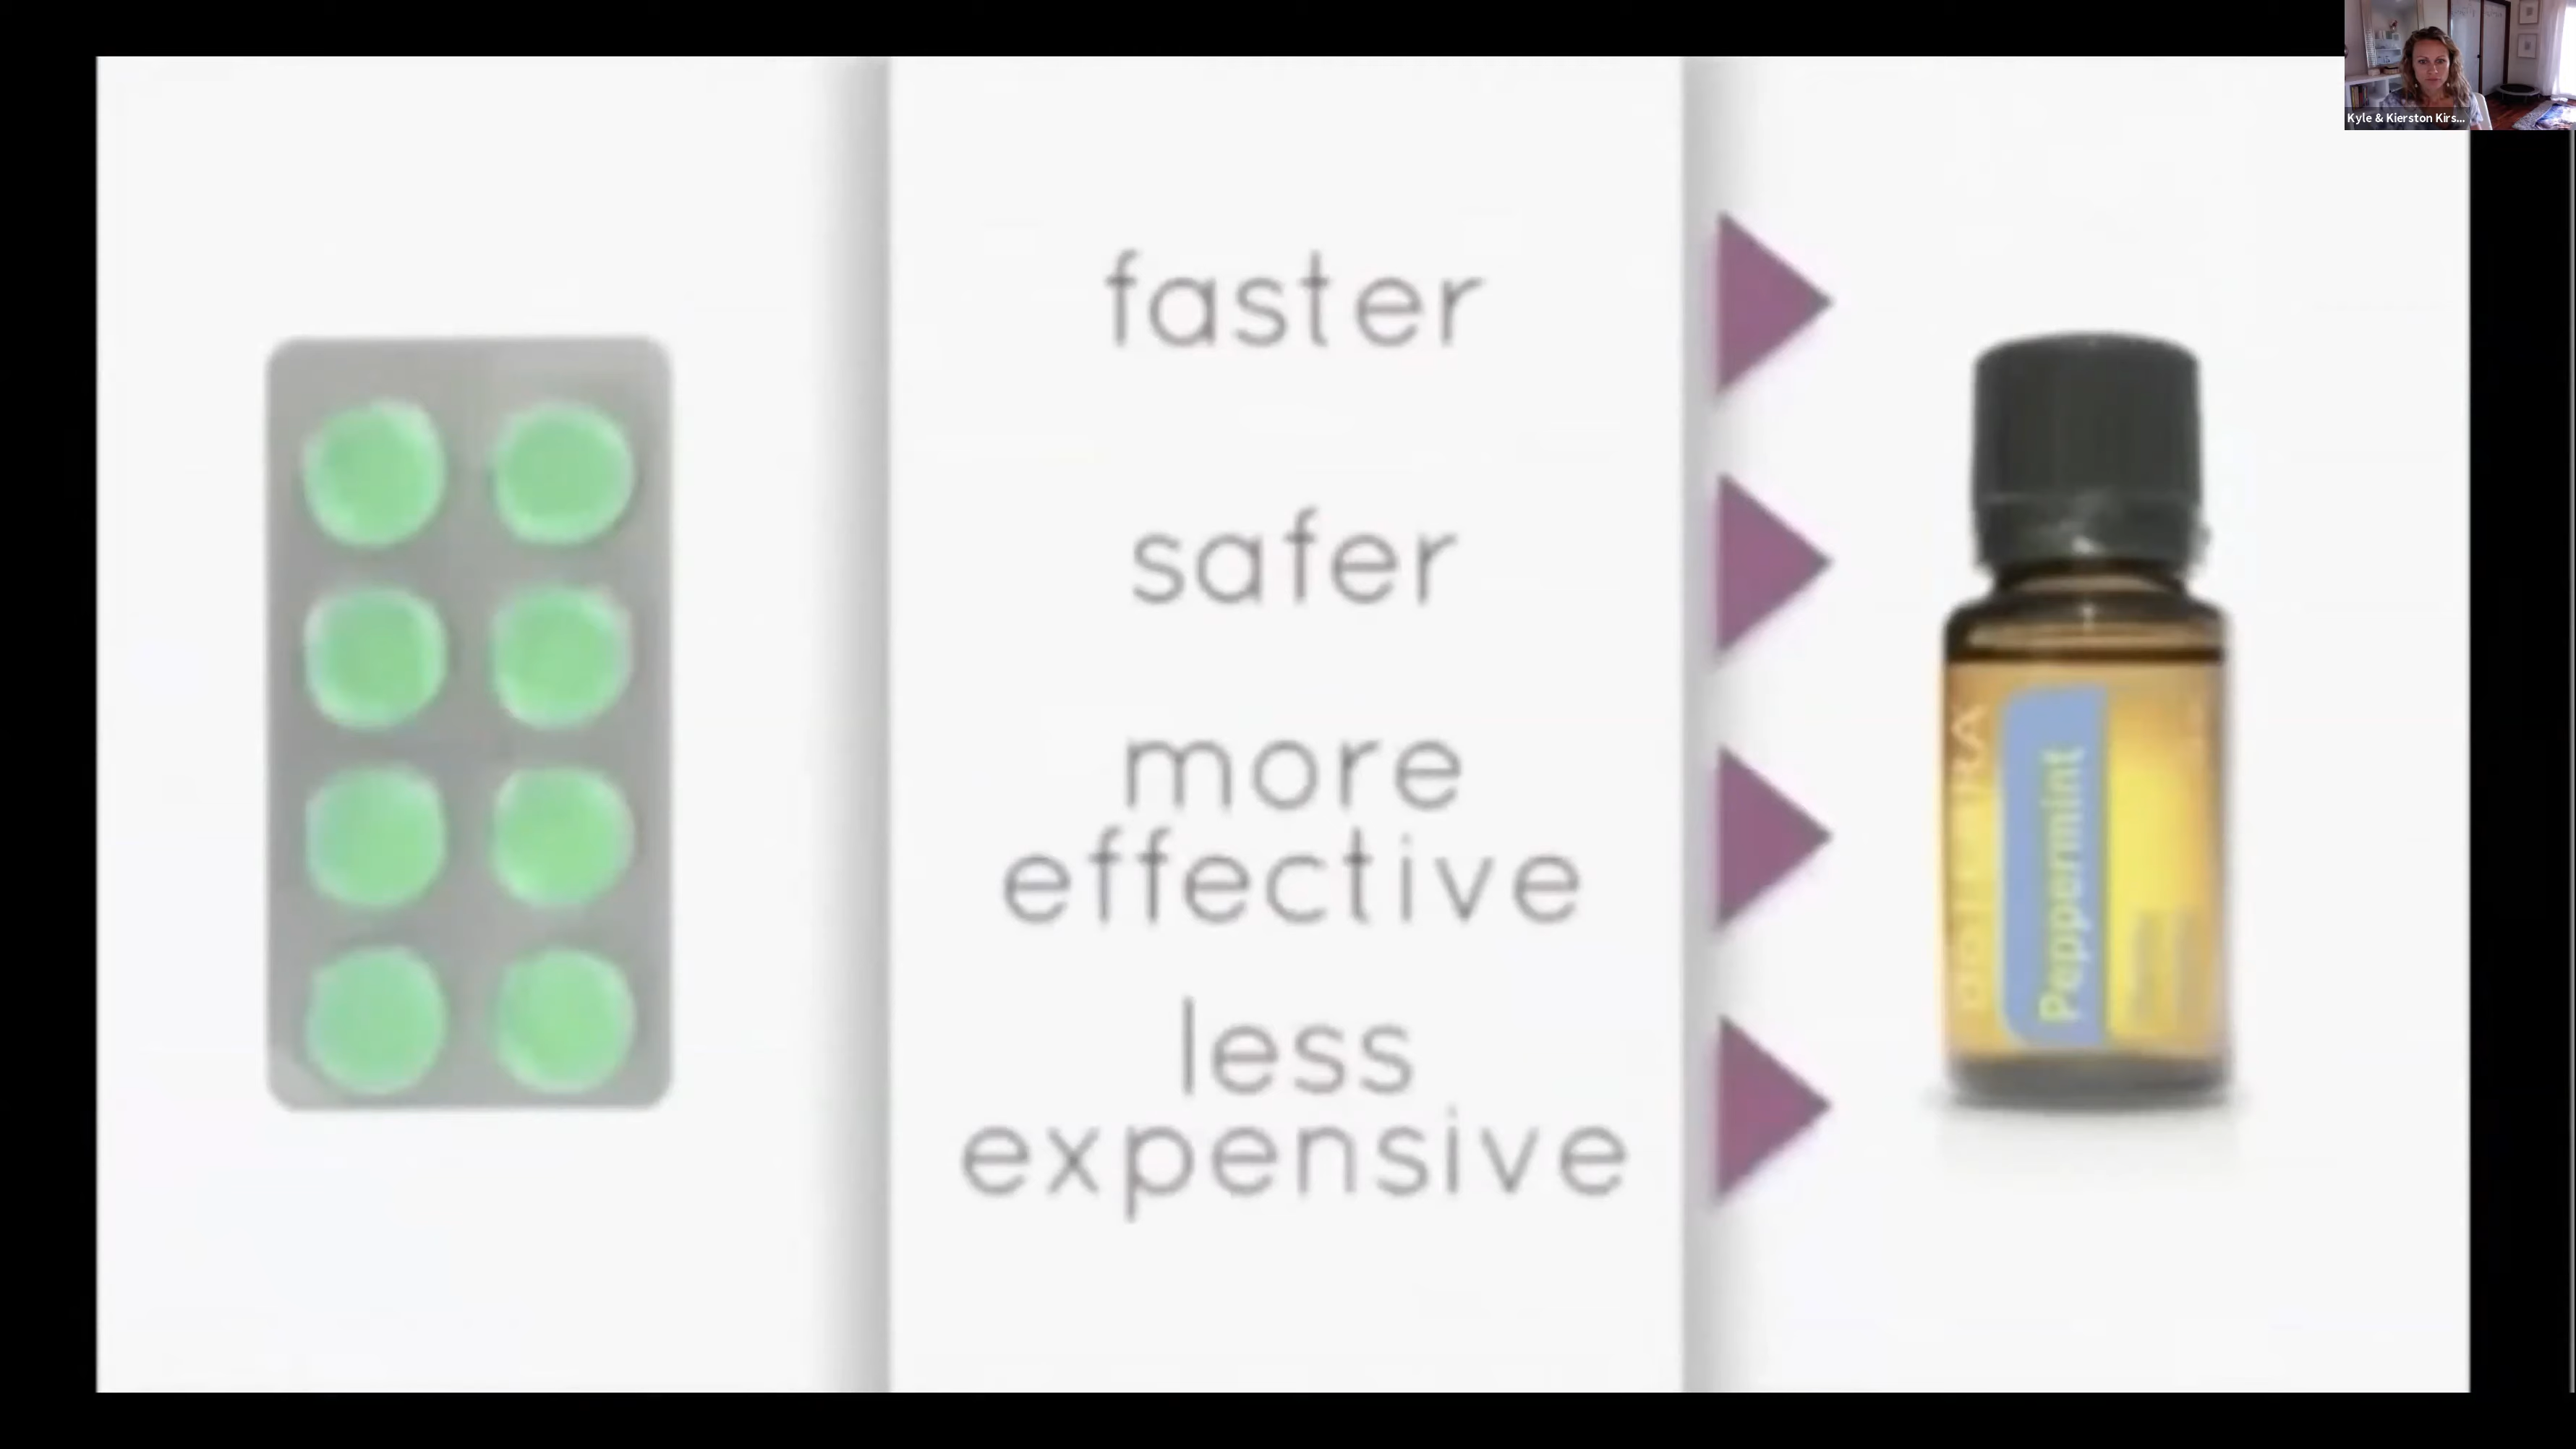 Kyle & Kierston Kirs...
faster
safer
more
effective
less
expensive
Peppermint